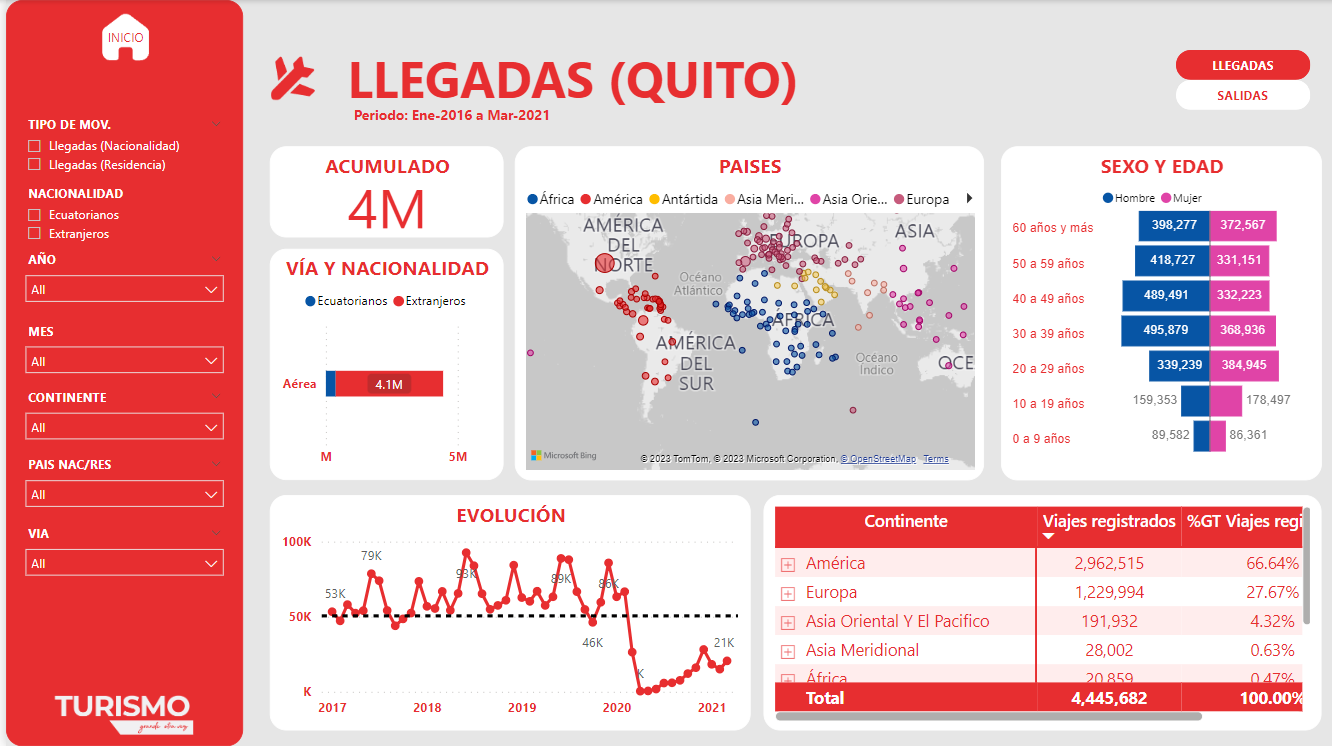 INICIO
TIPO DE MOV.
Llegadas (Nacionalidad)
Llegadas (Residencia)
NACIONALIDAD
Ecuatorianos
Extranjeros
AÑO
All
MES
All
CONTINENTE
All
PAIS NAC/RES
All
VIA
All
TURISMO
LLEGADAS (QUITO)
Periodo: Ene-2016 a Mar-2021
LLEGADAS
SALIDAS
ACUMULADO
4M
VÍA Y NACIONALIDAD
Ecuatorianos Extranjeros
Aérea 4.1M
M 5M
PAISES
África América Antártida Asia Meri... Asia Orie... Europa
AMÉRICA
DEL
NORTE
EUROPA
ASIA
Océano
Atlántico
ÁFRICA
AMÉRICA
DEL
SUR
Océano
Índico
OCE
Microsoft Bing
© 2023 TomTom, © 2023 Microsoft Corporation, © OpenStreetMap Terms
SEXO Y EDAD
Hombre Mujer
60 años y más 398,277 372,567
50 a 59 años 418,727 331,151
40 a 49 años 489,491 332,223
30 a 39 años 495,879 368,936
20 a 29 años 339,239 384,945
10 a 19 años 159,353 178,497
0 a 9 años 89,582 86,361
EVOLUCIÓN
100K
50K
K
53K
79K
93K
89K
46K
86K
K
21K
2017 2018 2019 2020 2021
Continente Viajes registrados %GT Viajes regi
América 2,962,515 66.64%
Europa 1,229,994 27.67%
Asia Oriental Y El Pacifico 191,932 4.32%
Asia Meridional 28,002 0.63%
África 20,859 0.47%
Total 4,445,682 100.00%